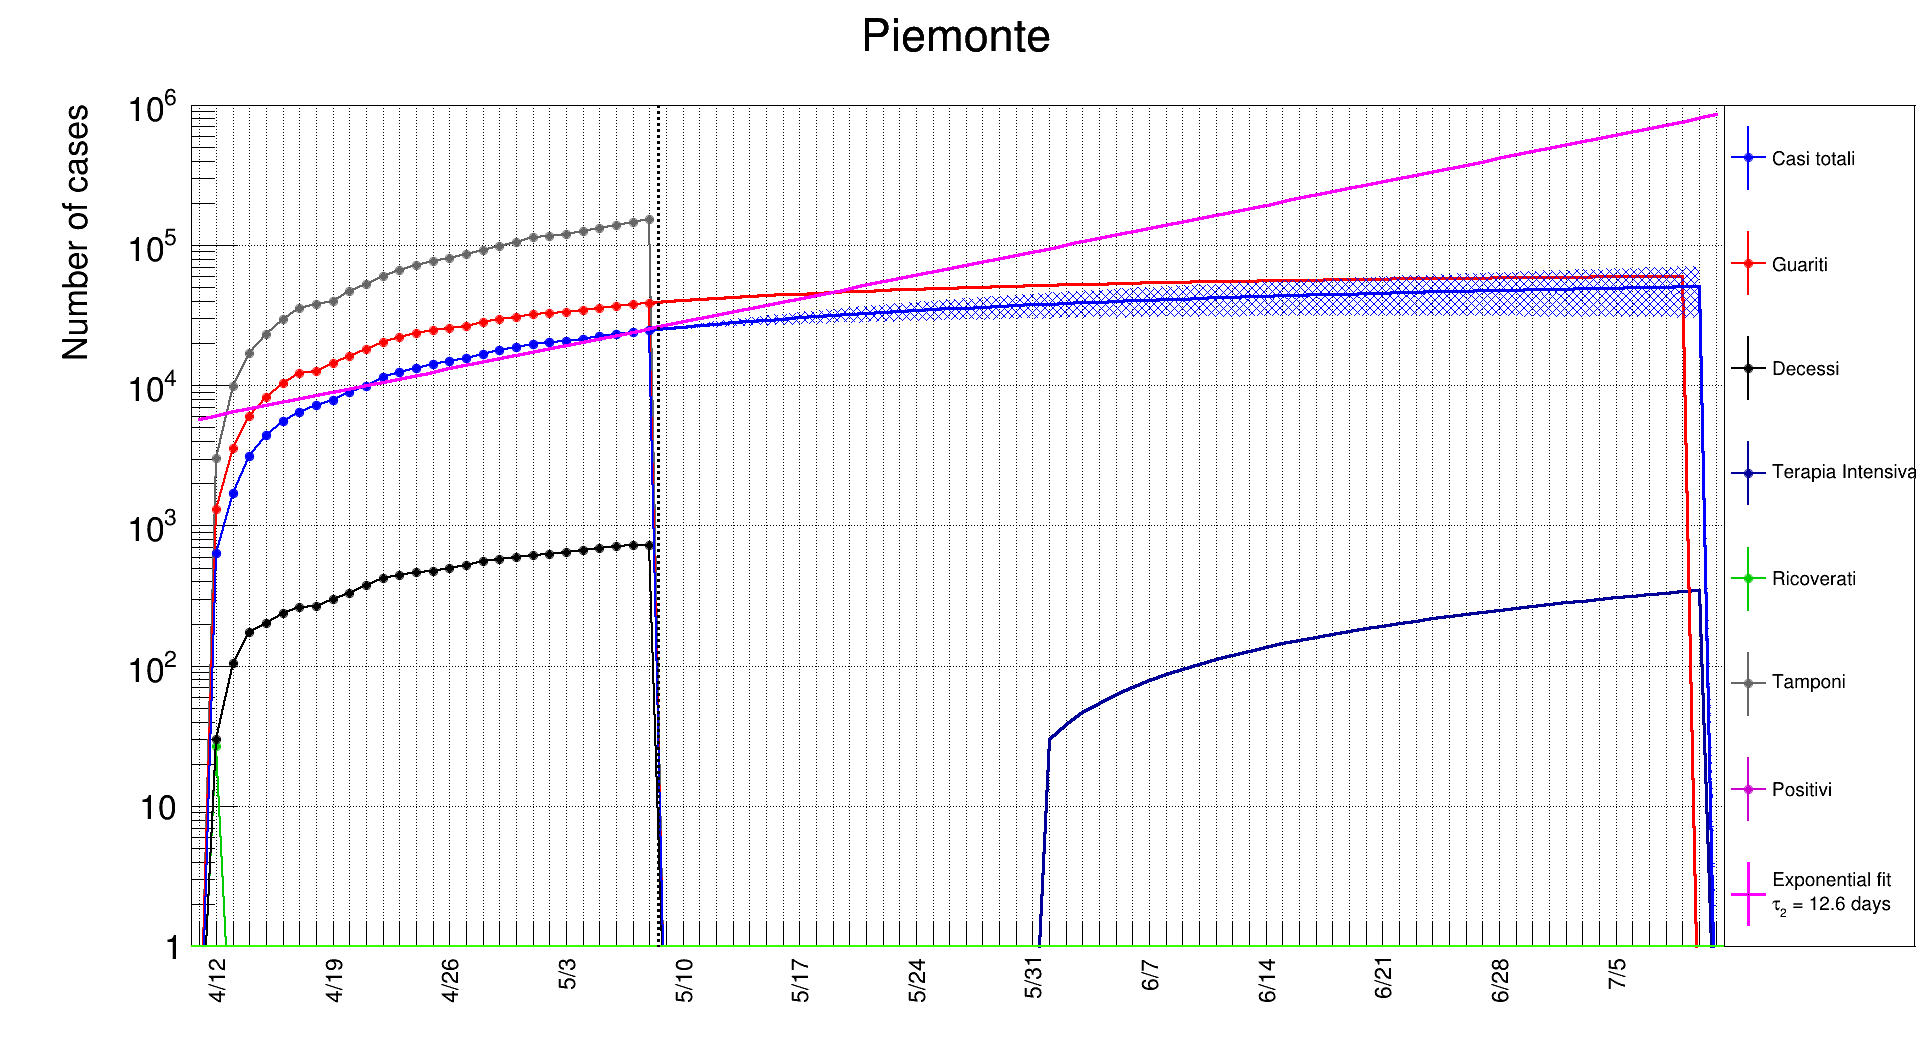 Piemonte
Number of cases
10^6
10^5
10^4
10^3
10^2
10
1
4/12
4/19
4/26
5/3
5/10
5/17
5/24
5/31
6/7
6/14
6/21
6/28
7/5
Casi totali
Guariti
Decessi
Terapia Intensiva
Ricoverati
Tamponi
Positivi
Exponential fit
τ_2 = 12.6 days